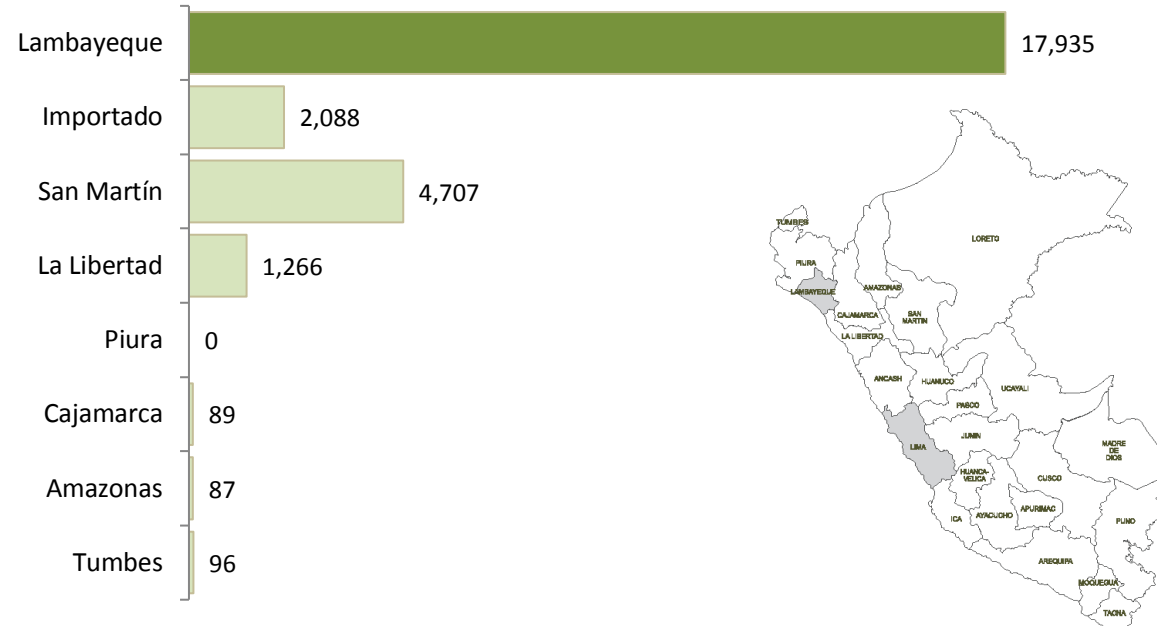 Lambayeque 17,935
Importado 2,088
San Martín 4,707
La Libertad 1,266
Piura 0
Cajamarca 89
Amazonas 87
Tumbes 96
TUMBES
LORETO
PIURA
LAMBAYEQUE
AMAZONAS
CAJAMARCA
SAN
MARTIN
LA LIBERTAD
ANCASH
HUANUCO
UCAYALI
PASCO
LIMA
JUNIN
MADRE
DE
DIOS
HUANCA-
VELICA
CUSCO
ICA
AYACUCHO
APURIMAC
PUNO
AREQUIPA
MOQUEGUA
TACNA